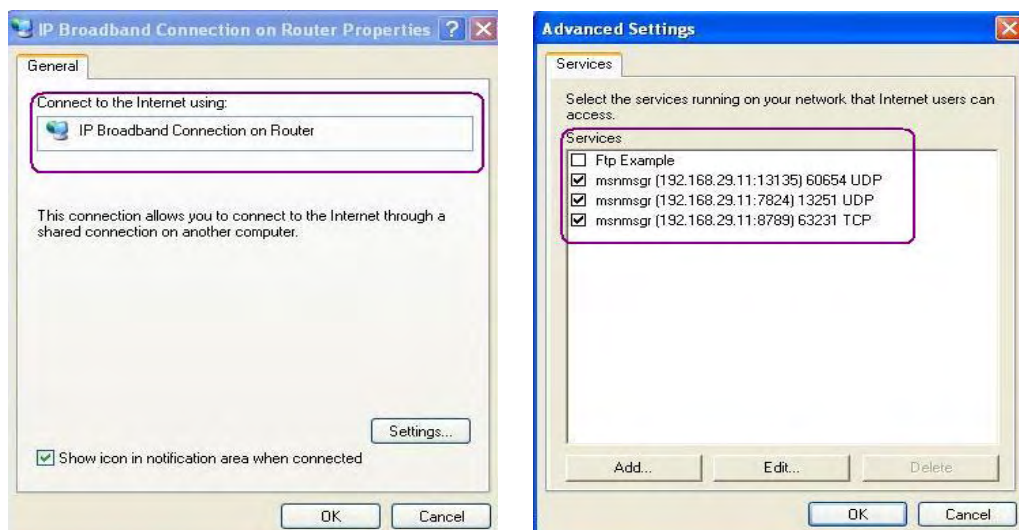 IP Broadband Connection on Router Properties
General
Connect to the Internet using:
IP Broadband Connection on Router
This connection allows you to connect to the Internet through a
shared connection on another computer.
Settings...
Show icon in notification area when connected
OK
Cancel
Advanced Settings
Services
Select the services running on your network that Internet users can
access.
Services
Ftp Example
msnmsgr (192.168.29.11:13135) 60654 UDP
msnmsgr (192.168.29.11:7824) 13251 UDP
msnmsgr (192.168.29.11:8789) 63231 TCP
Add...
Edit...
Delete
OK
Cancel